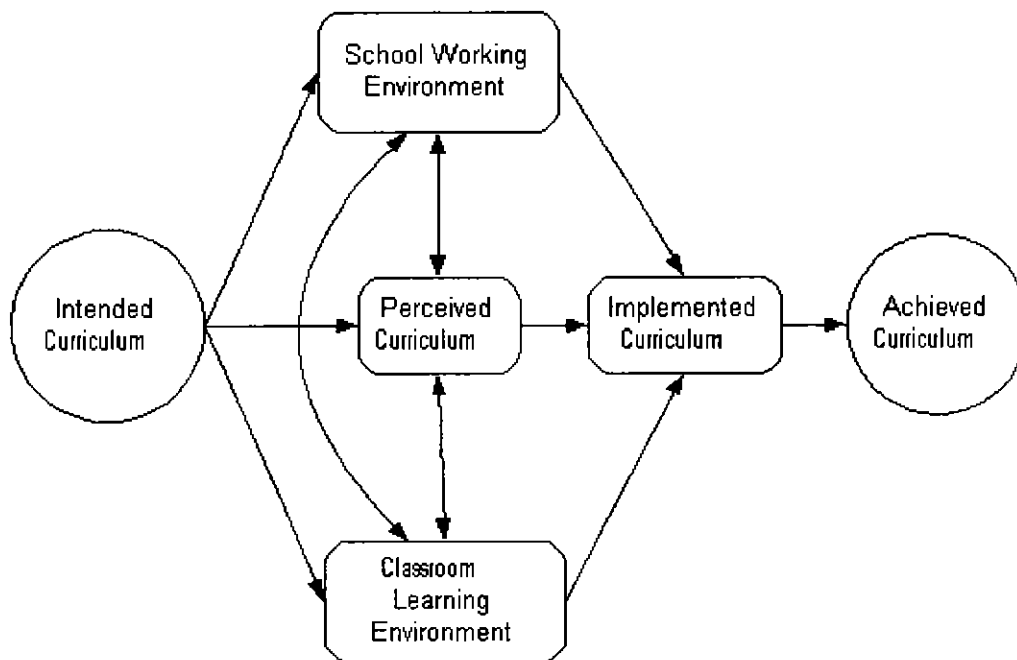 School Working
Environment
Intended
Curriculum
Perceived
Curriculum
Implemented
Curriculum
Achieved
Curriculum
Classroom
Learning
Environment